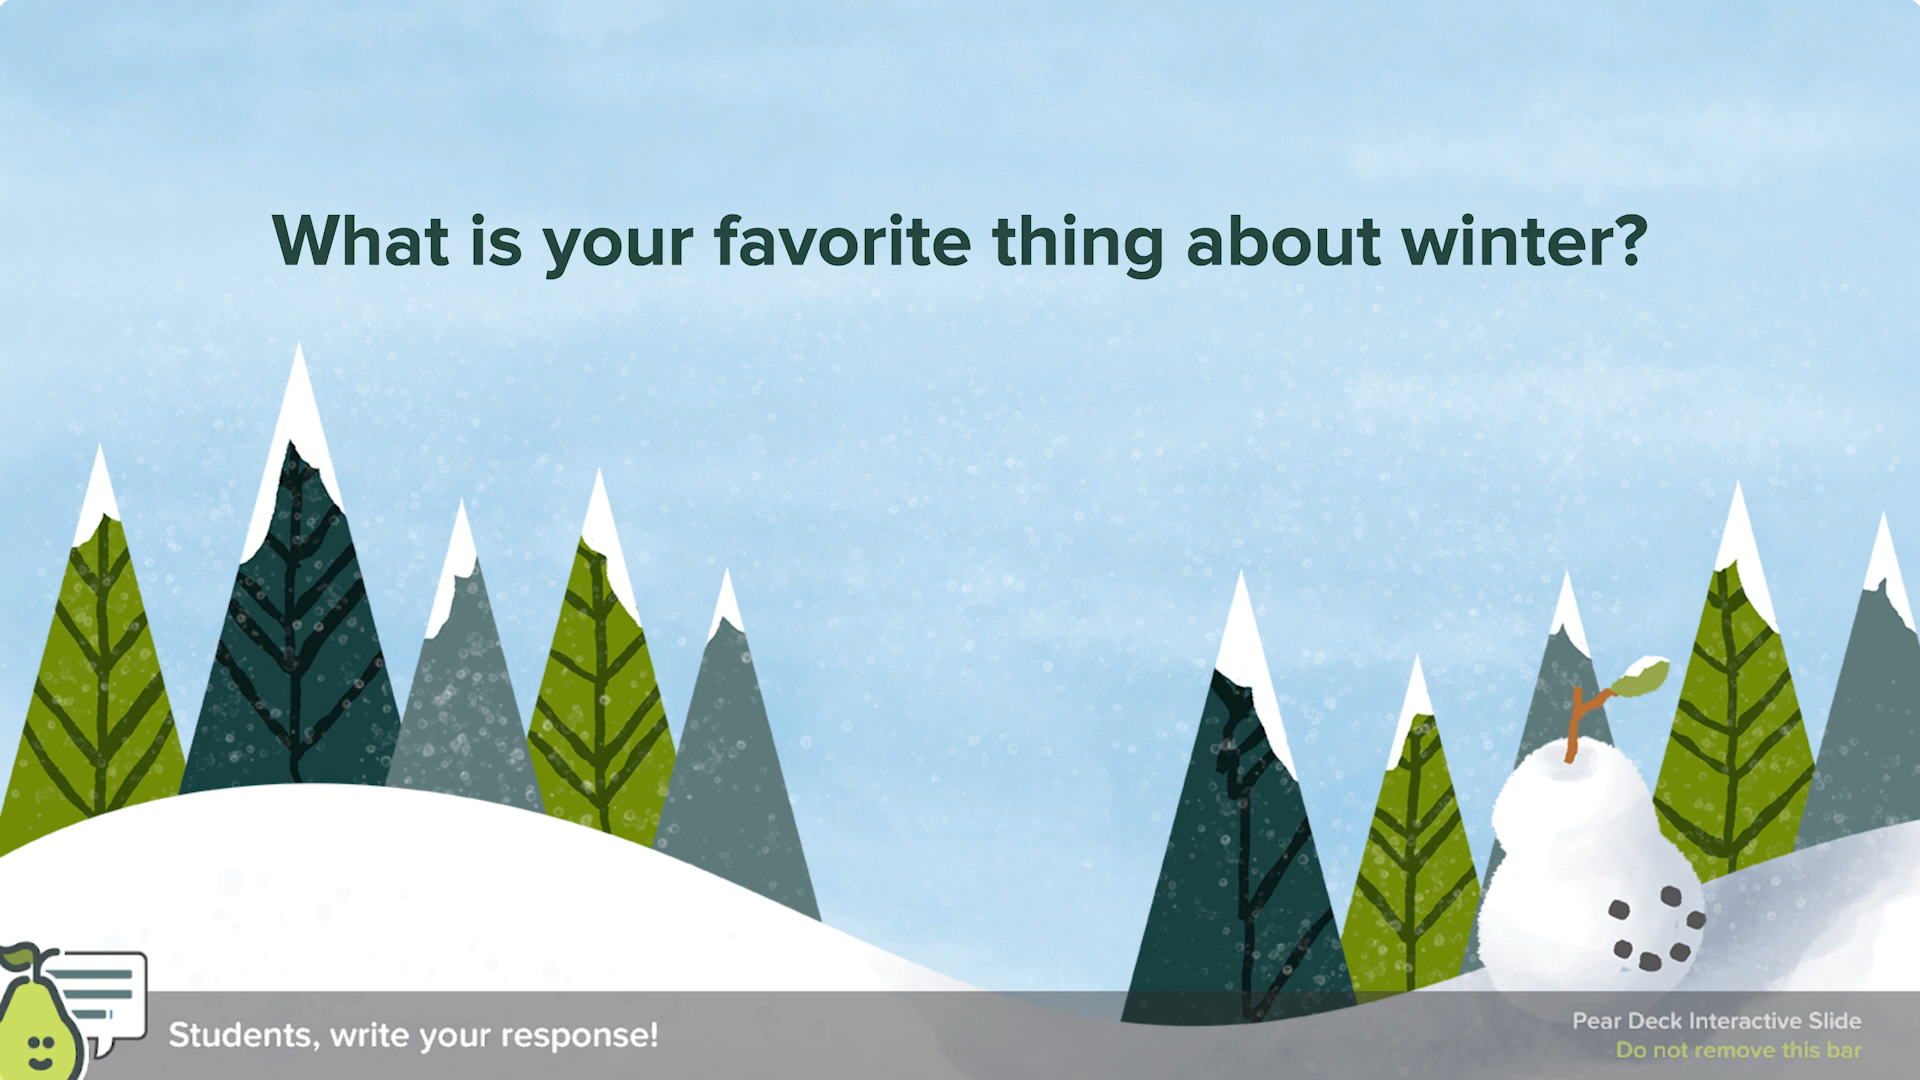 What is your favorite thing about winter?
Students, write your response!
Pear Deck Interactive Slide
Do not remove this bar